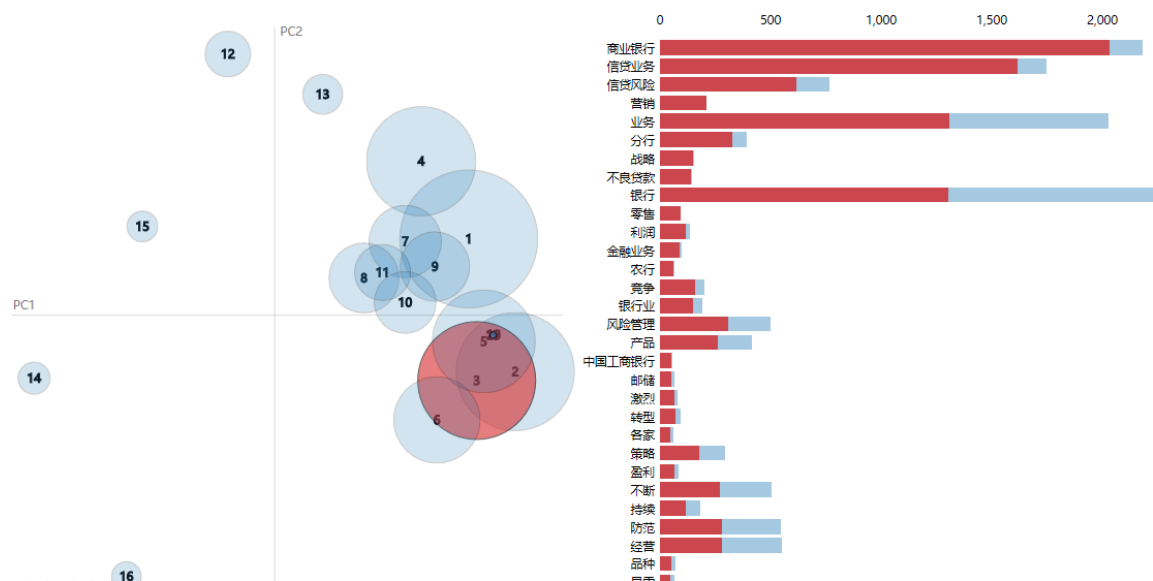 PC2
PC1
12
13
4
15
7
1
9
11
8
10
5
2
3
14
6
16
0
500
1,000
1,500
2,000
商业银行
信贷业务
信贷风险
营销
业务
分行
战略
不良贷款
银行
零售
利润
金融业务
农行
竞争
银行业
风险管理
产品
中国工商银行
邮储
激烈
转型
各家
策略
盈利
不断
持续
防范
经营
品种